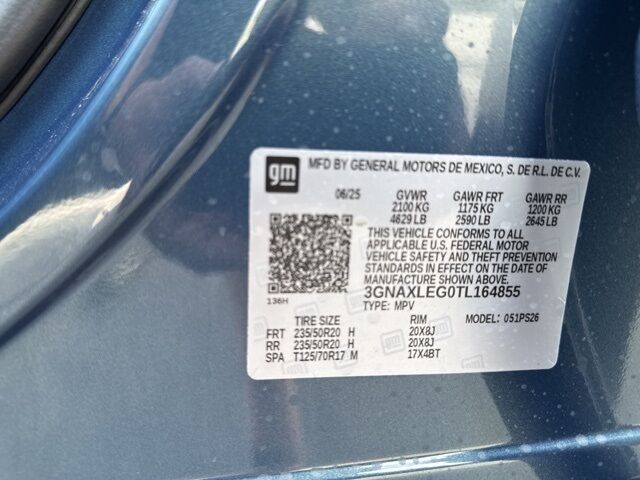 gm MFD BY GENERAL MOTORS DE MEXICO, S. DE R.L. DE C.V.
06/25 GVWR GAWR FRT GAWR RR
2100 KG 1175 KG 1200 KG
4629 LB 2590 LB 2645 LB
THIS VEHICLE CONFORMS TO ALL
APPLICABLE U.S. FEDERAL MOTOR
VEHICLE SAFETY AND THEFT PREVENTION
STANDARDS IN EFFECT ON THE DATE OF
MANUFACTURE SHOWN ABOVE.
136H 3GNAXLEG0TL164855
TYPE: MPV
TIRE SIZE RIM MODEL: 051PS26
FRT 235/50R20 H 20X8J
RR 235/50R20 H 20X8J
SPA T125/70R17 M 17X4BT